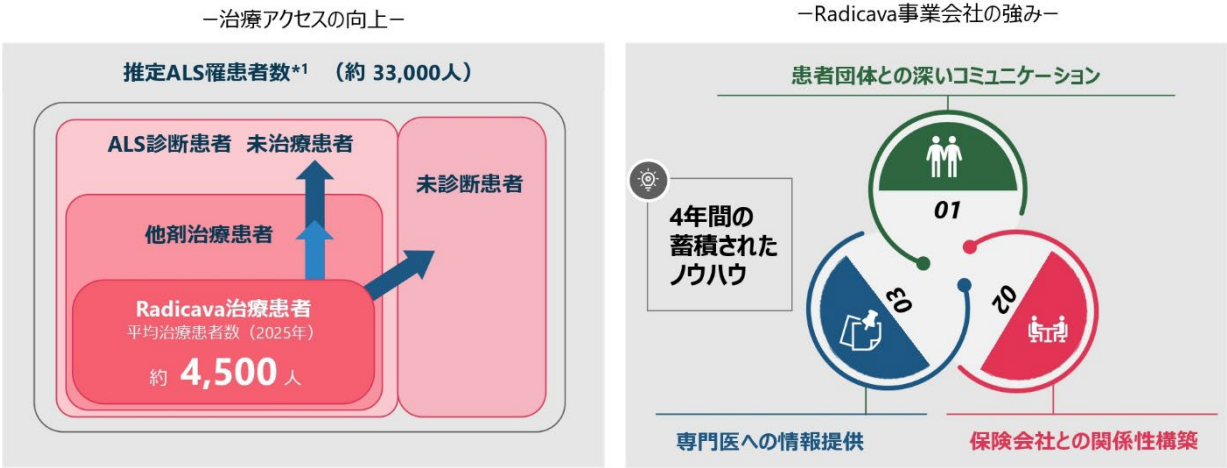 −治療アクセスの向上−
推定ALS罹患者数*1 （約 33,000人）
ALS診断患者 未治療患者
未診断患者
他剤治療患者
Radicava治療患者
平均治療患者数（2025年）
約 4,500 人
−Radicava事業会社の強み−
患者団体との深いコミュニケーション
4年間の
蓄積された
ノウハウ
01
02
03
専門医への情報提供
保険会社との関係性構築